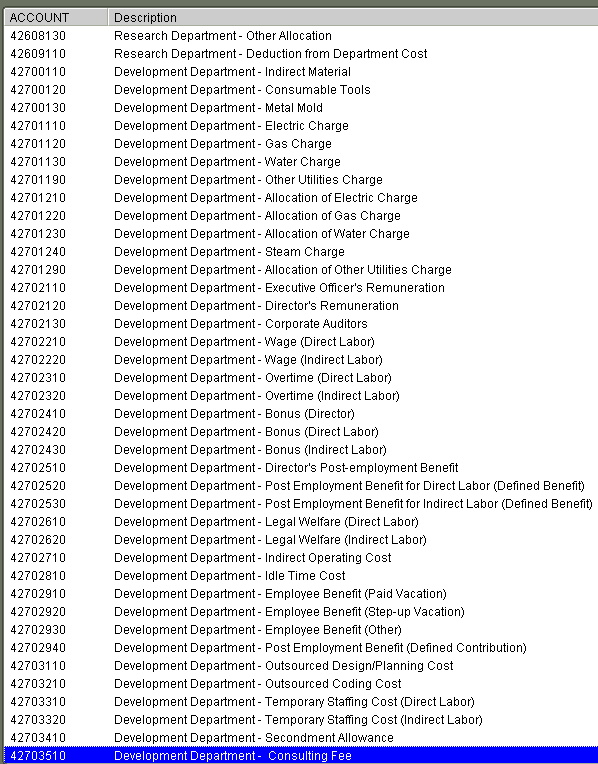 ACCOUNT Description
42608130 Research Department - Other Allocation
42609110 Research Department - Deduction from Department Cost
42700110 Development Department - Indirect Material
42700120 Development Department - Consumable Tools
42700130 Development Department - Metal Mold
42701110 Development Department - Electric Charge
42701120 Development Department - Gas Charge
42701130 Development Department - Water Charge
42701190 Development Department - Other Utilities Charge
42701210 Development Department - Allocation of Electric Charge
42701220 Development Department - Allocation of Gas Charge
42701230 Development Department - Allocation of Water Charge
42701240 Development Department - Steam Charge
42701290 Development Department - Allocation of Other Utilities Charge
42702110 Development Department - Executive Officer's Remuneration
42702120 Development Department - Director's Remuneration
42702130 Development Department - Corporate Auditors
42702210 Development Department - Wage (Direct Labor)
42702220 Development Department - Wage (Indirect Labor)
42702310 Development Department - Overtime (Direct Labor)
42702320 Development Department - Overtime (Indirect Labor)
42702410 Development Department - Bonus (Director)
42702420 Development Department - Bonus (Direct Labor)
42702430 Development Department - Bonus (Indirect Labor)
42702510 Development Department - Director's Post-employment Benefit
42702520 Development Department - Post Employment Benefit for Direct Labor (Defined Benefit)
42702530 Development Department - Post Employment Benefit for Indirect Labor (Defined Benefit)
42702610 Development Department - Legal Welfare (Direct Labor)
42702620 Development Department - Legal Welfare (Indirect Labor)
42702710 Development Department - Indirect Operating Cost
42702810 Development Department - Idle Time Cost
42702910 Development Department - Employee Benefit (Paid Vacation)
42702920 Development Department - Employee Benefit (Step-up Vacation)
42702930 Development Department - Employee Benefit (Other)
42702940 Development Department - Post Employment Benefit (Defined Contribution)
42703110 Development Department - Outsourced Design/Planning Cost
42703210 Development Department - Outsourced Coding Cost
42703310 Development Department - Temporary Staffing Cost (Direct Labor)
42703320 Development Department - Temporary Staffing Cost (Indirect Labor)
42703410 Development Department - Secondment Allowance
42703510 Development Department - Consulting Fee